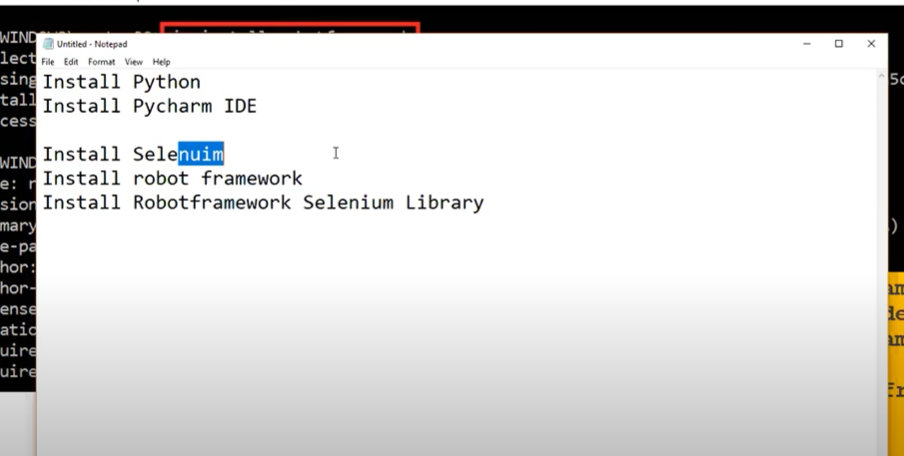 Untitled - Notepad
File Edit Format View Help
Install Python
Install Pycharm IDE
Install Selenuim
Install robot framework
Install Robotframework Selenium Library